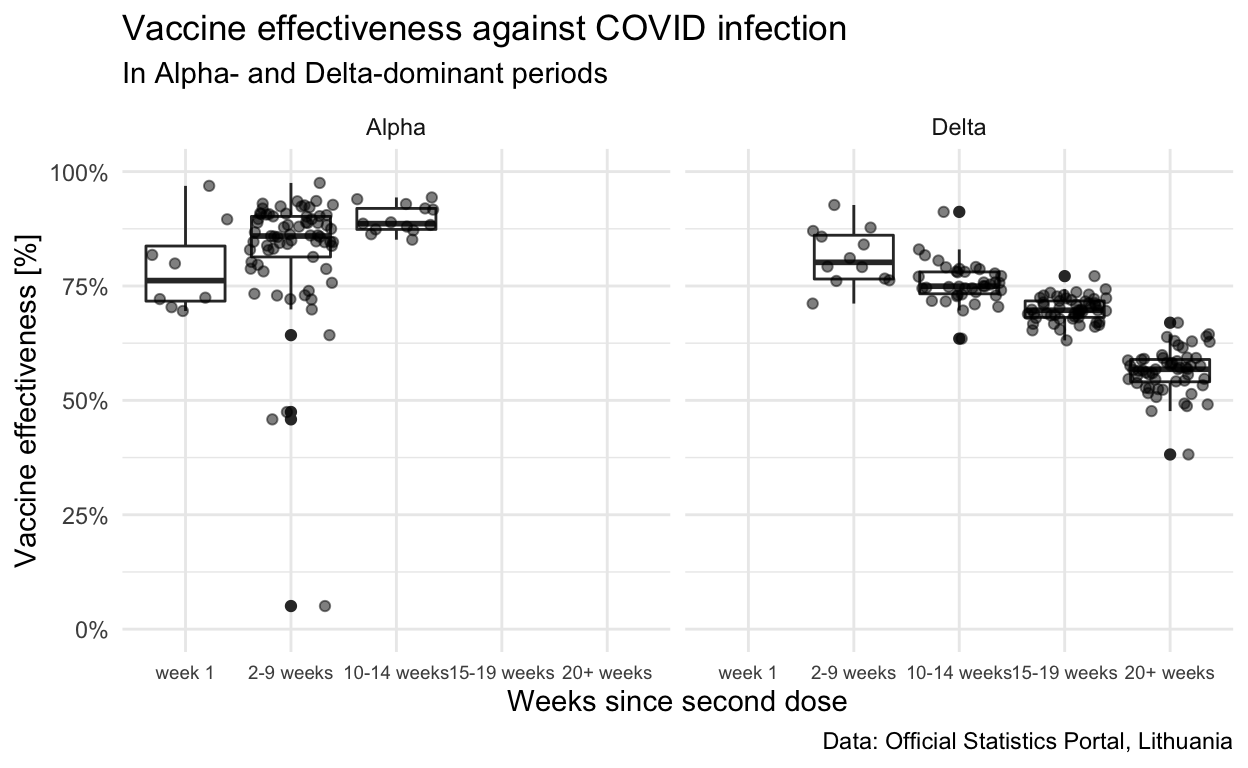 Vaccine effectiveness against COVID infection
In Alpha- and Delta-dominant periods
Alpha
Delta
100%
75%
50%
25%
0%
Vaccine effectiveness [%]
week 1 2-9 weeks 10-14 weeks 15-19 weeks 20+ weeks
week 1 2-9 weeks 10-14 weeks 15-19 weeks 20+ weeks
Weeks since second dose
Data: Official Statistics Portal, Lithuania